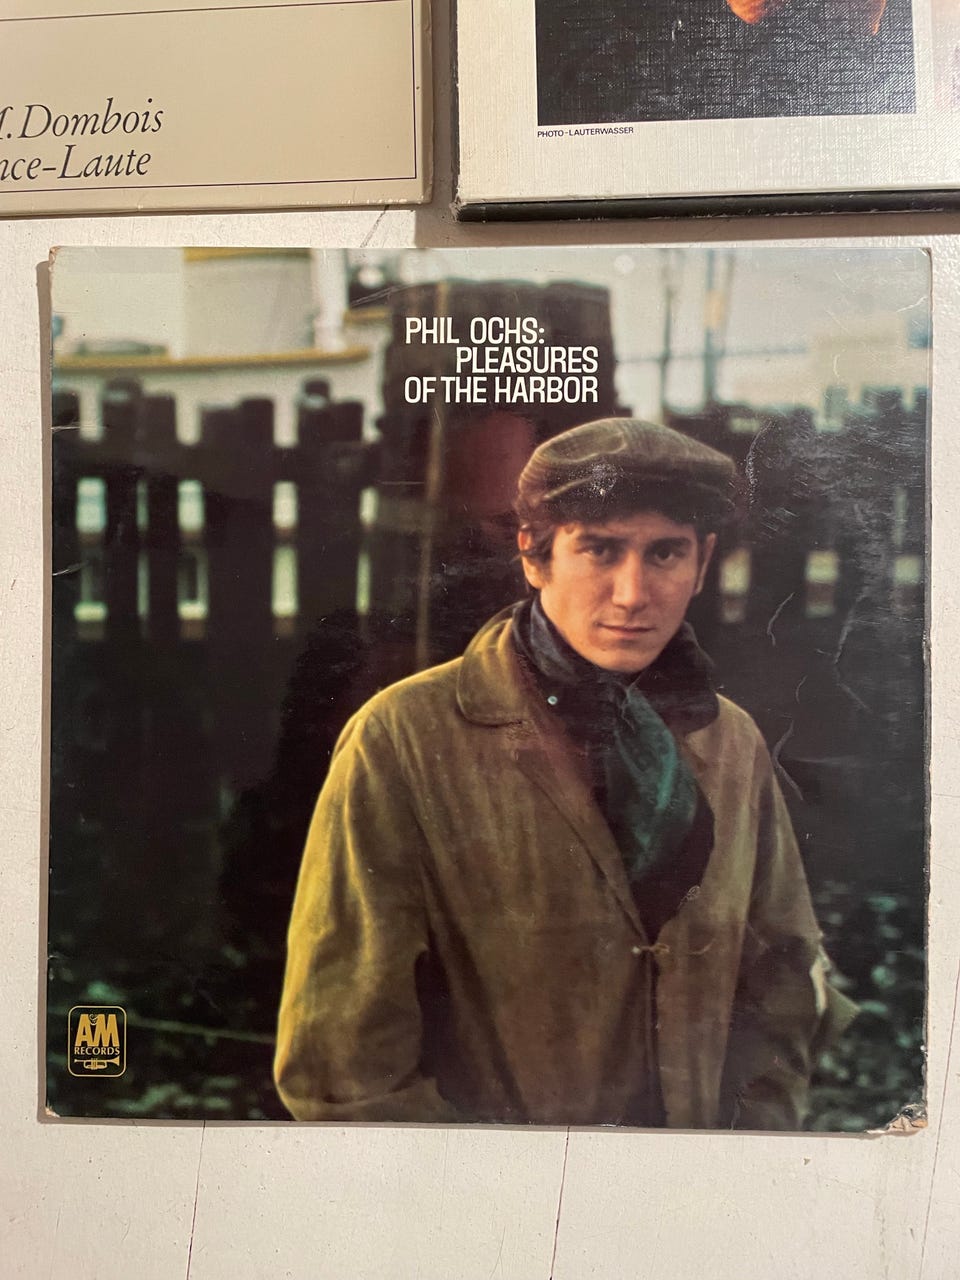 M. Dombois
nce-Laute
PHOTO-LAUTERWASSER
PHIL OCHS:
PLEASURES
OF THE HARBOR
A&M
RECORDS